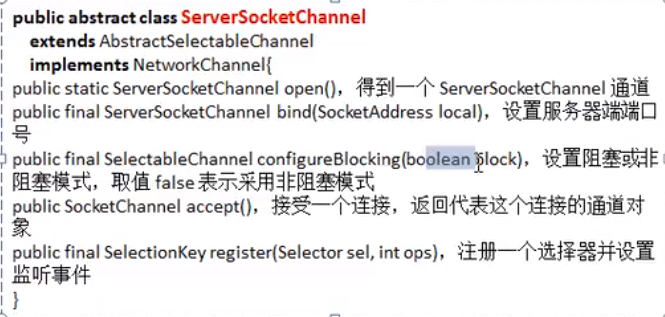 public abstract class ServerSocketChannel
extends AbstractSelectableChannel
implements NetworkChannel{
public static ServerSocketChannel open()，得到一个 ServerSocketChannel 通道
public final ServerSocketChannel bind(SocketAddress local)，设置服务器端端口
号
public final SelectableChannel configureBlocking(boolean block)，设置阻塞或非
阻塞模式，取值 false 表示采用非阻塞模式
public SocketChannel accept()，接受一个连接，返回代表这个连接的通道对
象
public final SelectionKey register(Selector sel, int ops)，注册一个选择器并设置
监听事件
}